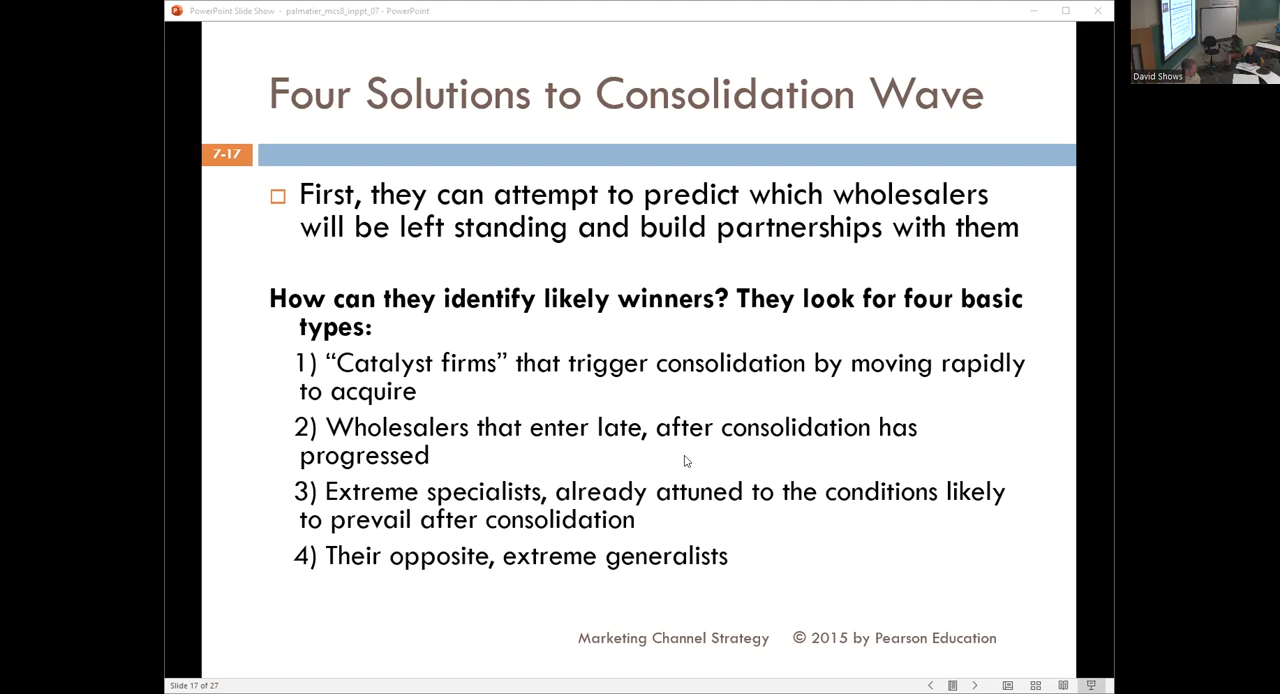 PowerPoint Slide Show - palmatier_mcs8_inppt_07 - PowerPoint
David Shows
Four Solutions to Consolidation Wave
7-17
First, they can attempt to predict which wholesalers
will be left standing and build partnerships with them
How can they identify likely winners? They look for four basic
types:
1) “Catalyst firms” that trigger consolidation by moving rapidly
to acquire
2) Wholesalers that enter late, after consolidation has
progressed
3) Extreme specialists, already attuned to the conditions likely
to prevail after consolidation
4) Their opposite, extreme generalists
Marketing Channel Strategy © 2015 by Pearson Education
Slide 17 of 27